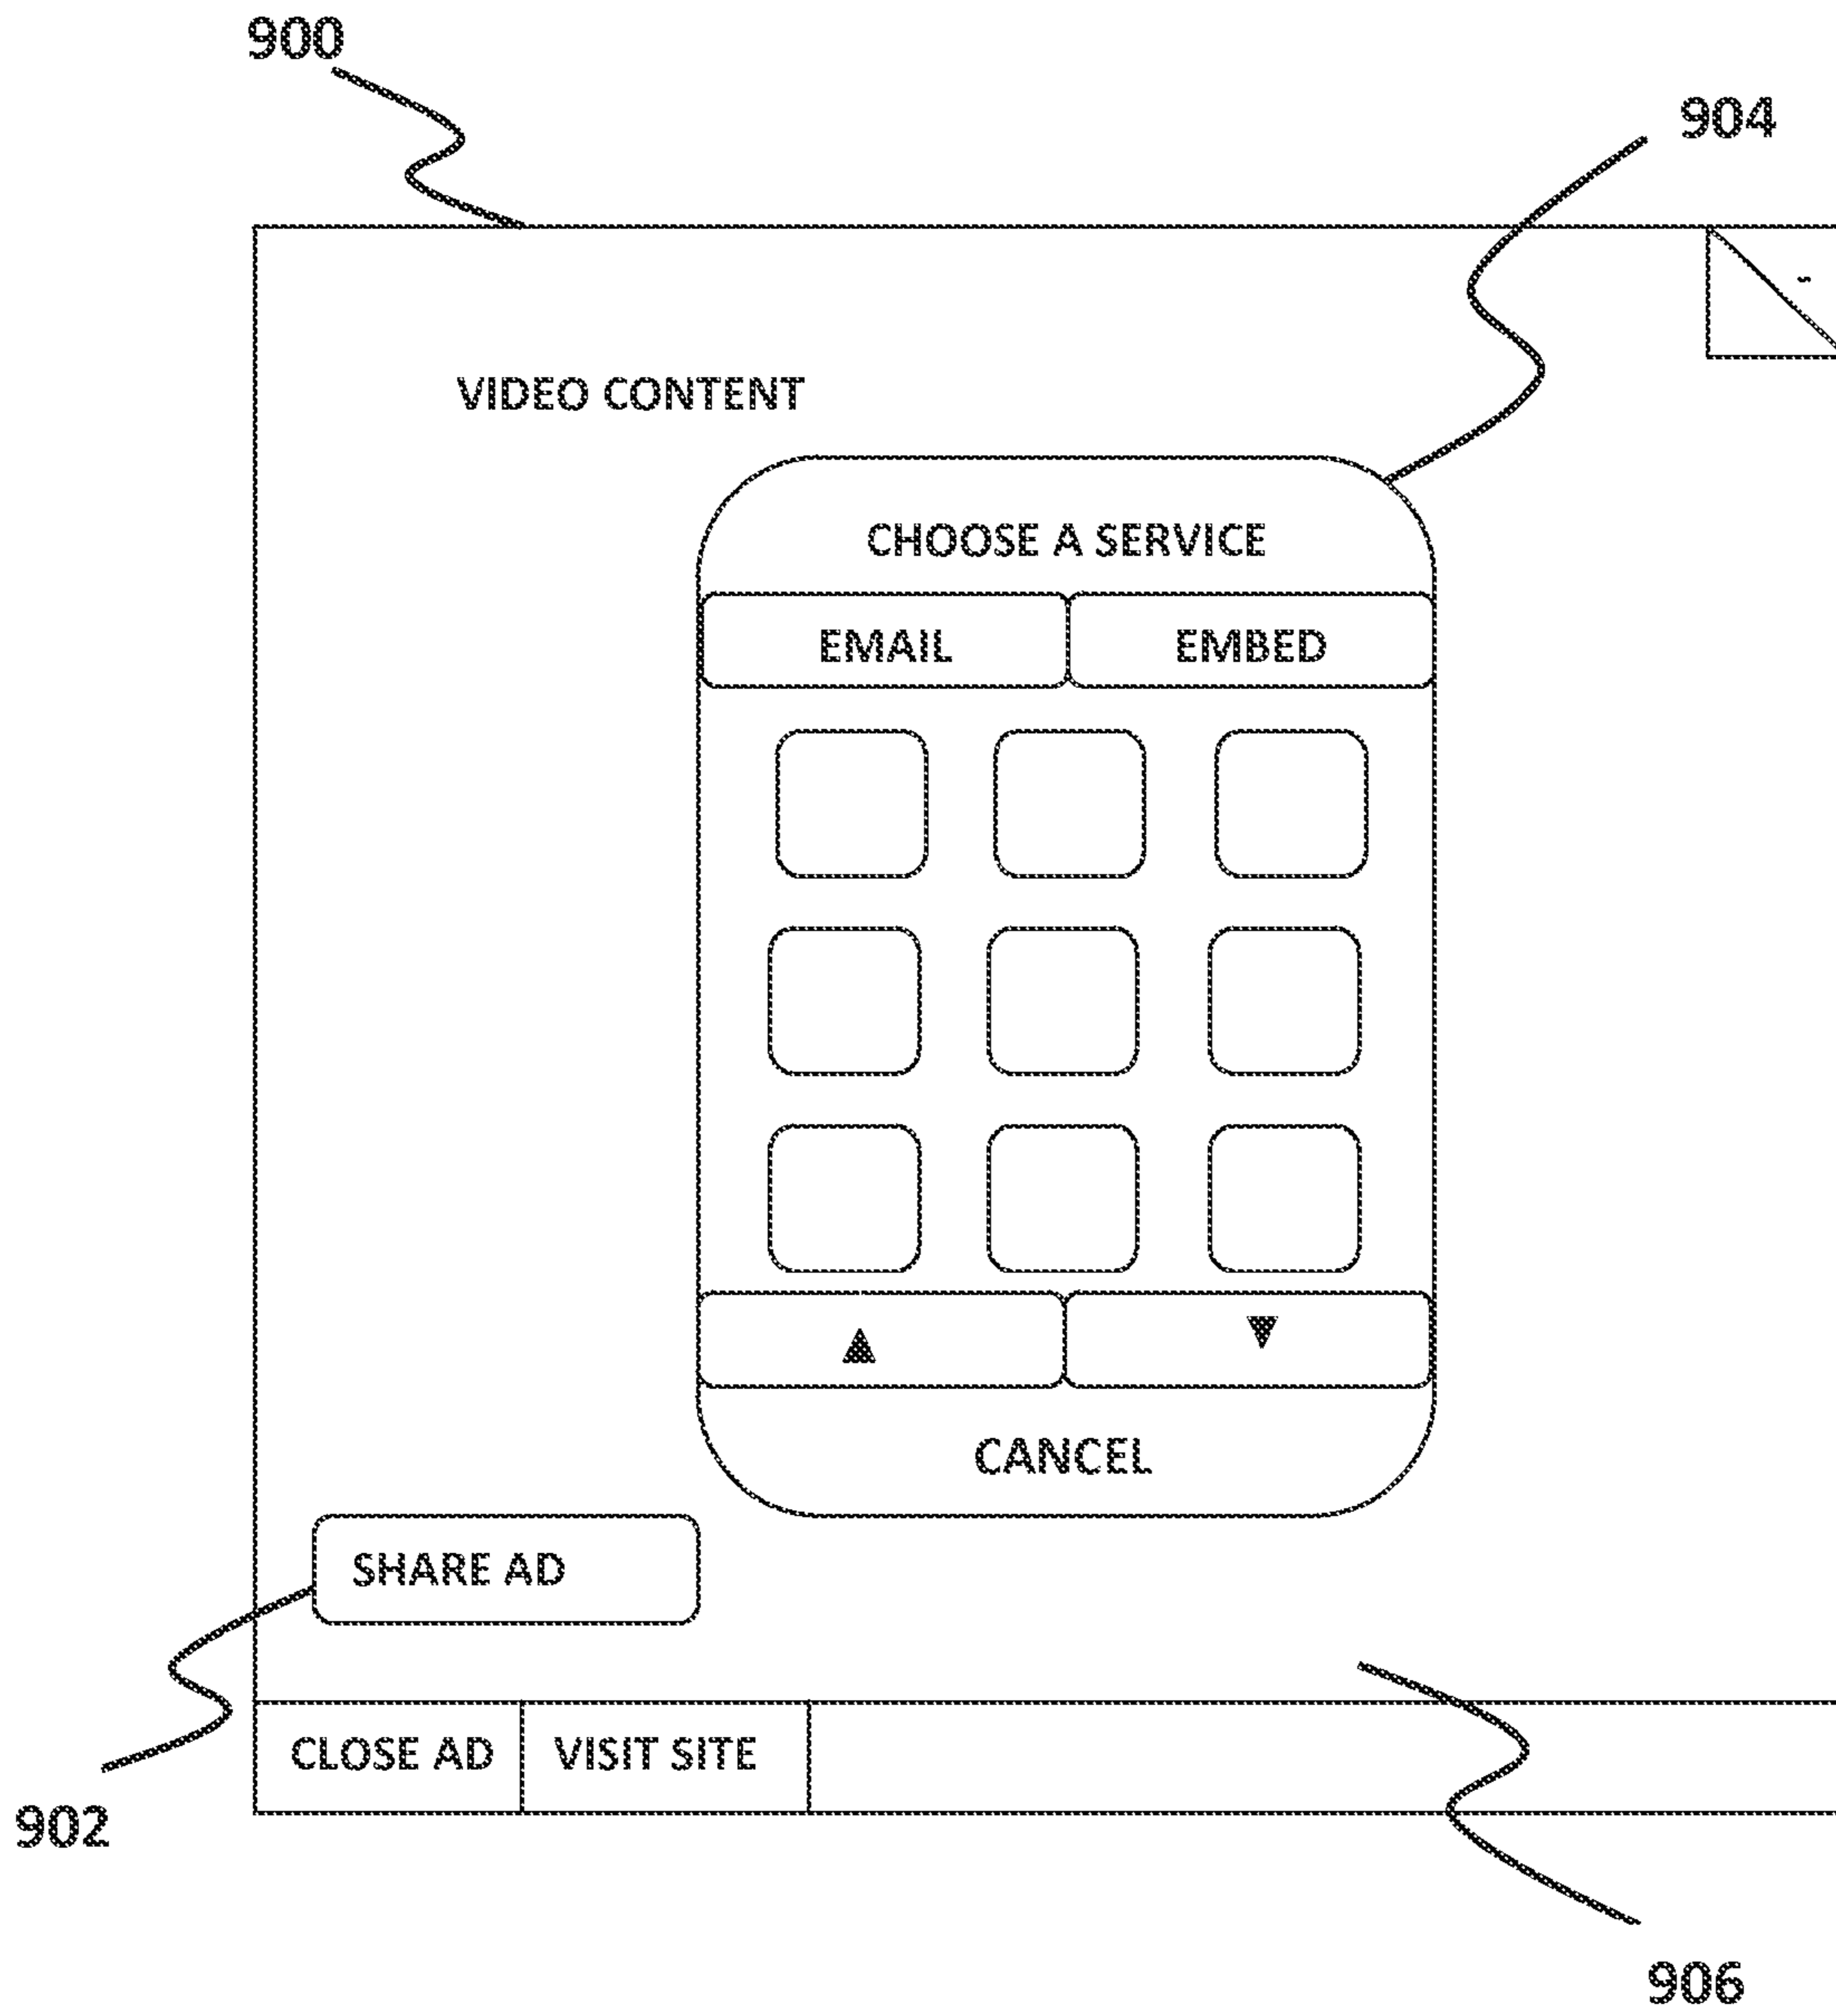 900
904
VIDEO CONTENT
CHOOSE A SERVICE
EMAIL EMBED
▲ ▼
CANCEL
SHARE AD
CLOSE AD VISIT SITE
902
906